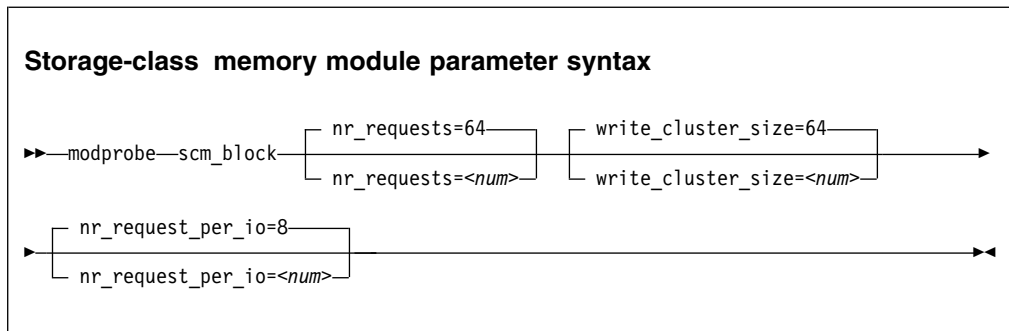 Storage-class memory module parameter syntax
nr_requests=64 write_cluster_size=64
modprobe scm_block
nr_requests=<num> write_cluster_size=<num>
nr_request_per_io=8
nr_request_per_io=<num>